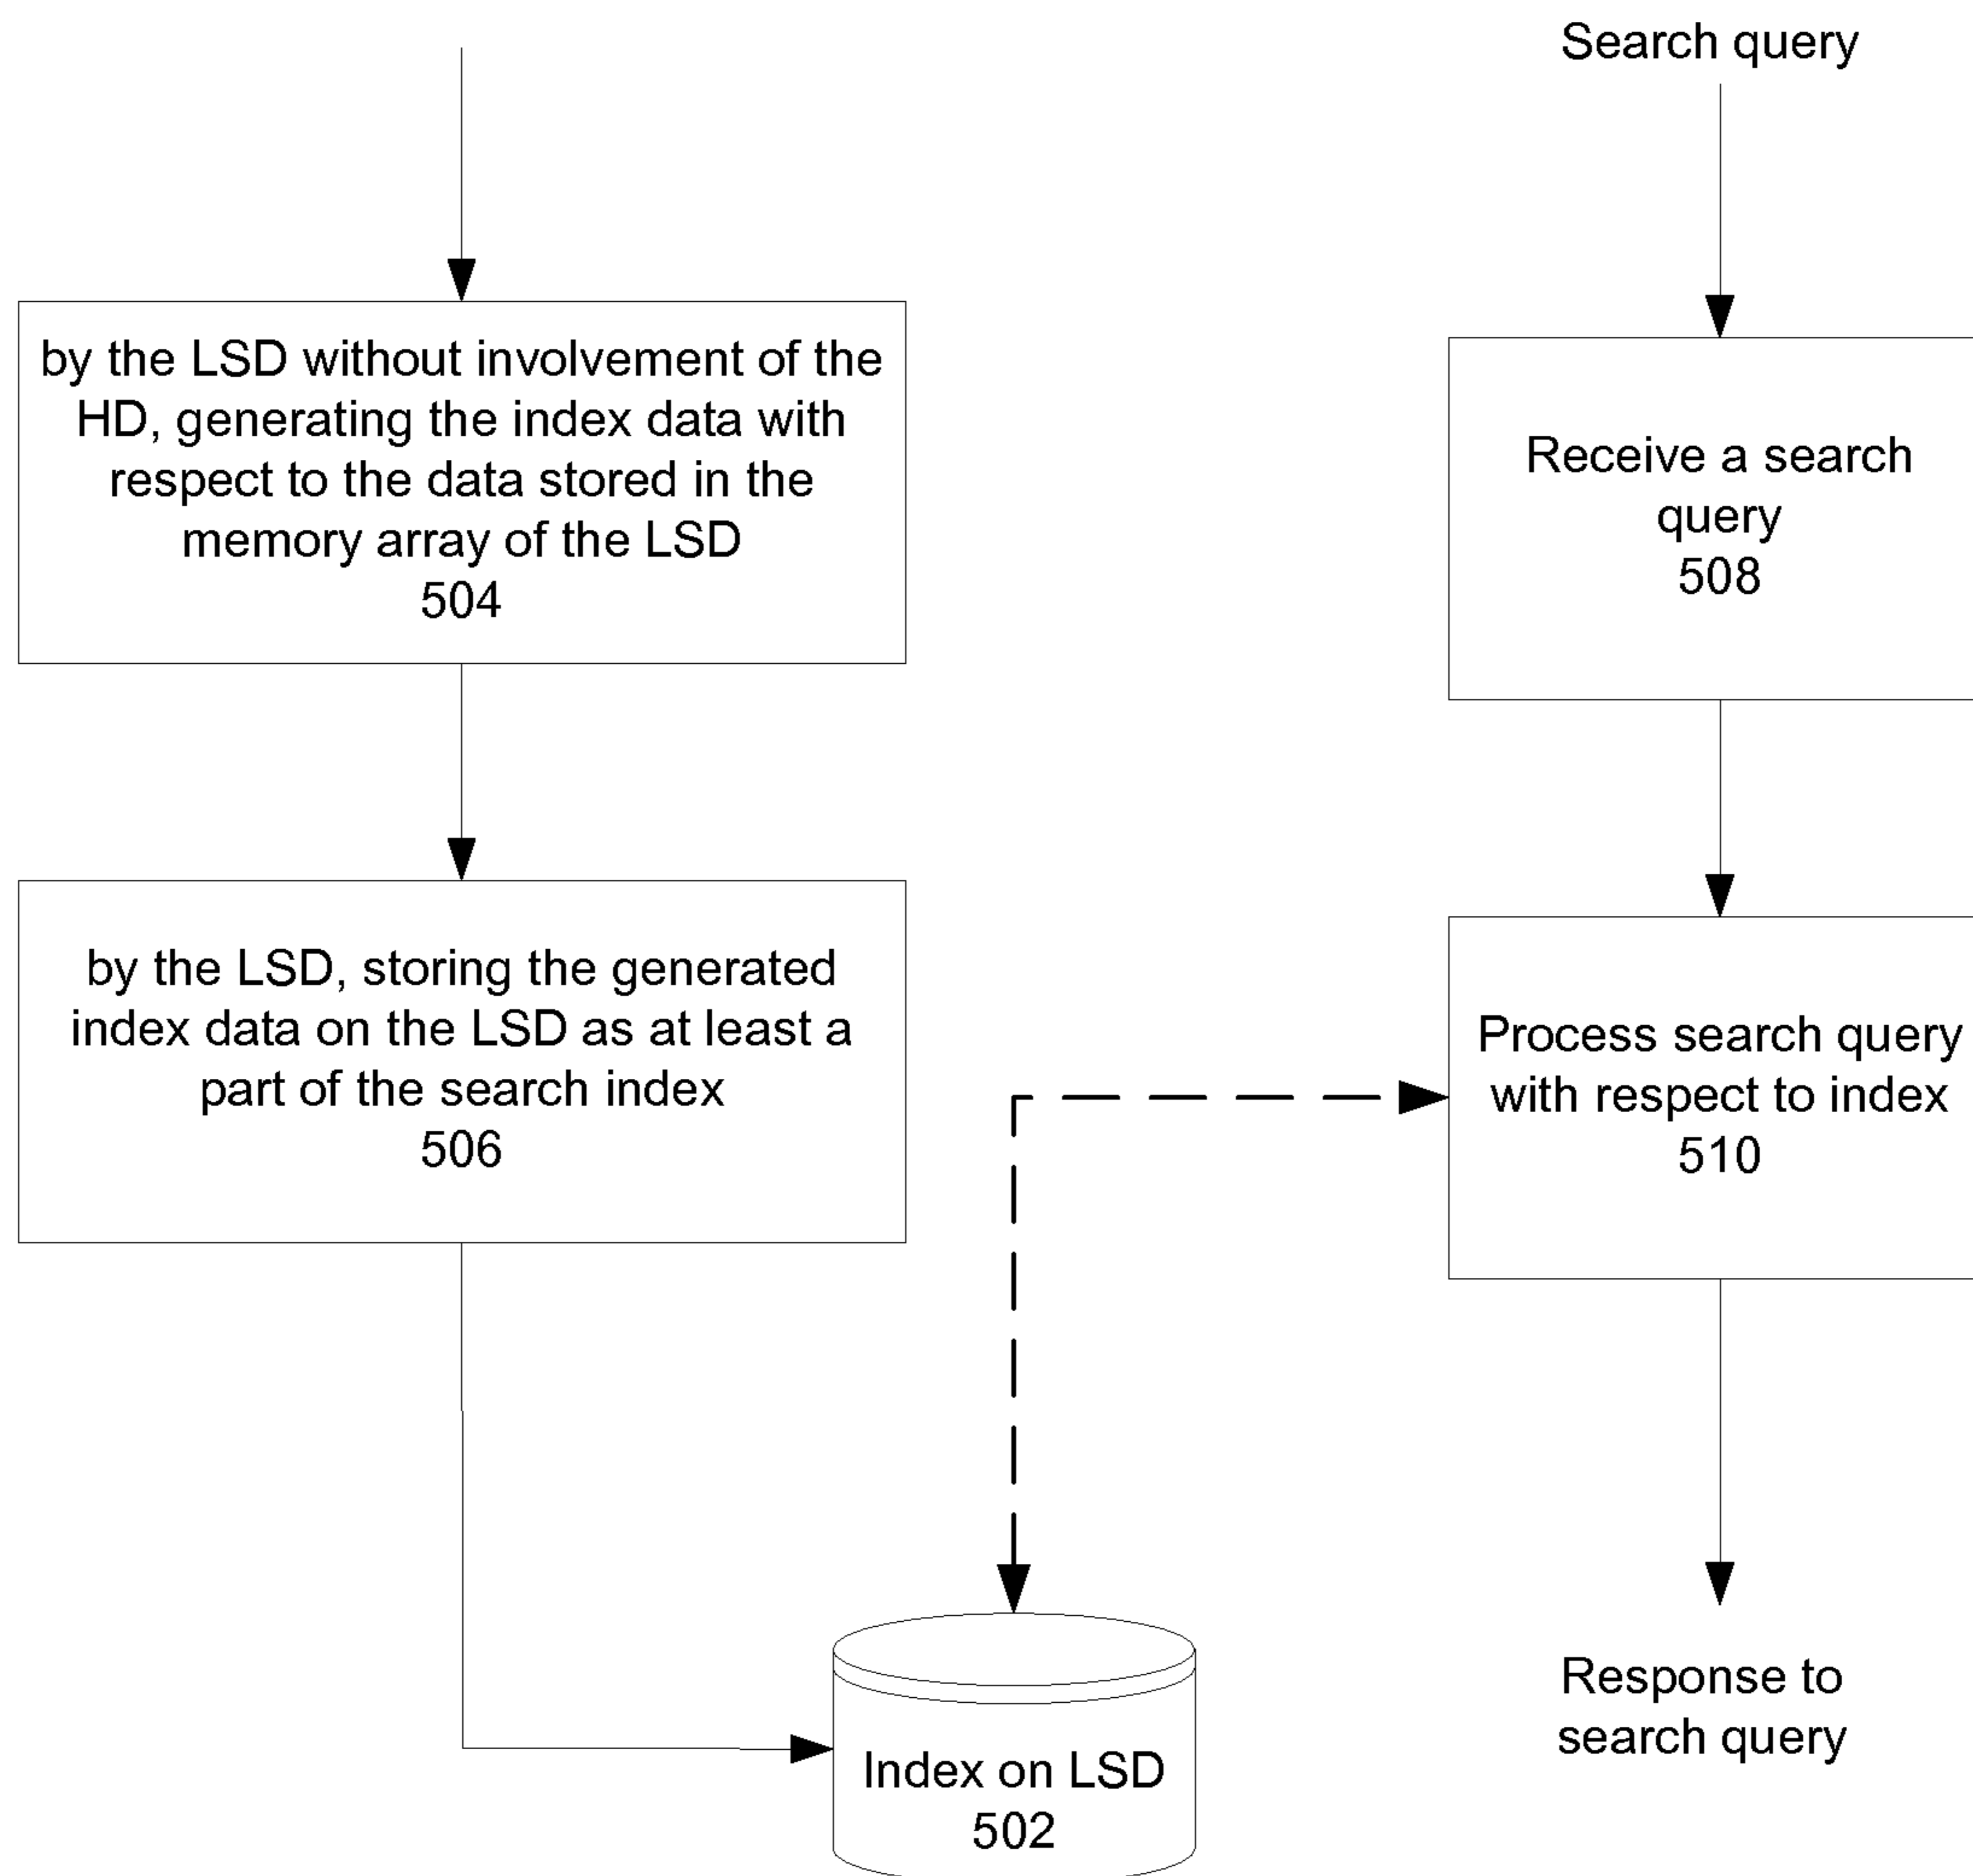 Search query
by the LSD without involvement of the
HD, generating the index data with
respect to the data stored in the
memory array of the LSD
504
Receive a search
query
508
by the LSD, storing the generated
index data on the LSD as at least a
part of the search index
506
Process search query
with respect to index
510
Response to
search query
Index on LSD
502